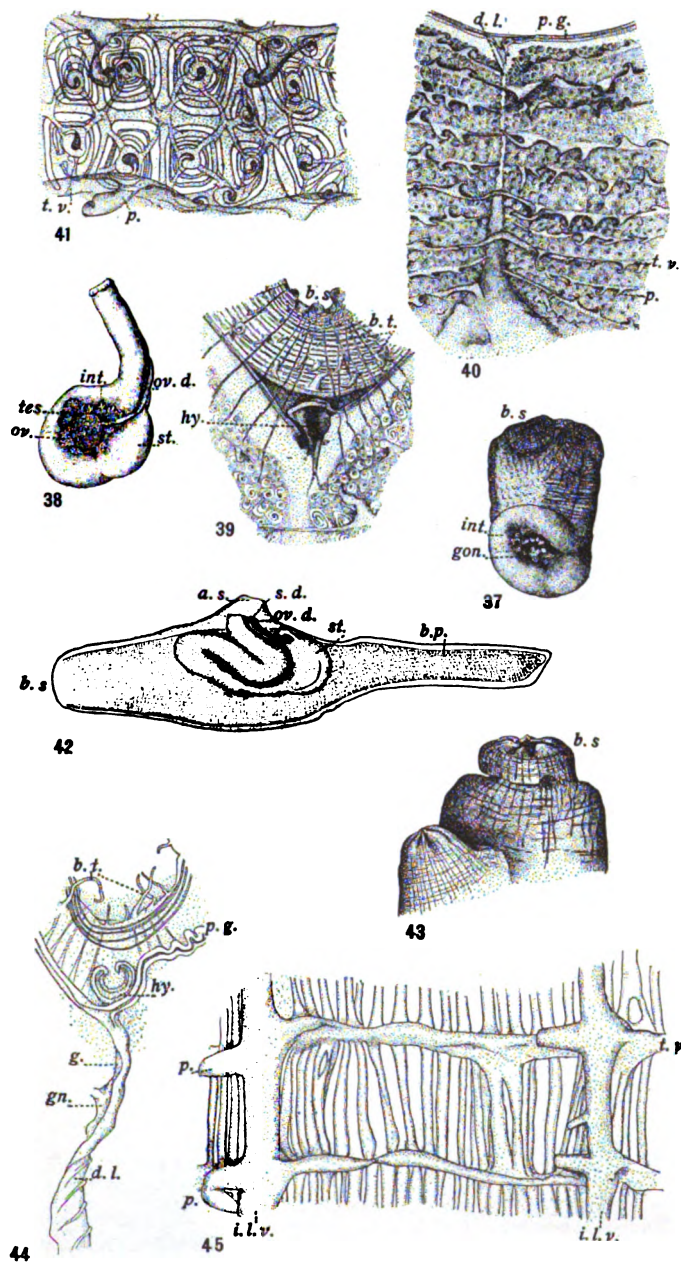 d. l.
p. g.
t. v.
p.
41
t. v.
p.
40
b. s.
b. t.
int.
ov. d.
tes.
ov.
st.
hy.
38
39
b. s
int.
gon.
37
a. s.
s. d.
ov. d.
st.
b.p.
b. s
42
b. s
43
b. t.
p. g.
hy.
g.
gn.
d. l.
44
p.
p.
i. l. v.
i. l. v.
45